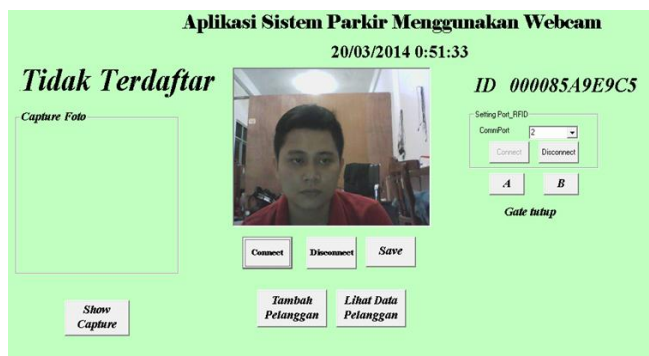 Aplikasi Sistem Parkir Menggunakan Webcam
20/03/2014 0:51:33
Tidak Terdaftar
ID 000085A9E9C5
Capture Foto
Setting Port_RFID
CommPort 2
Connect Disconnect
A B
Gate tutup
Connect Disconnect Save
Show
Capture
Tambah
Pelanggan
Lihat Data
Pelanggan